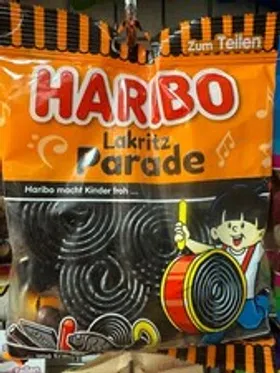 Zum Teilen
HARIBO
Lakritz
Parade
Haribo macht Kinder froh ...